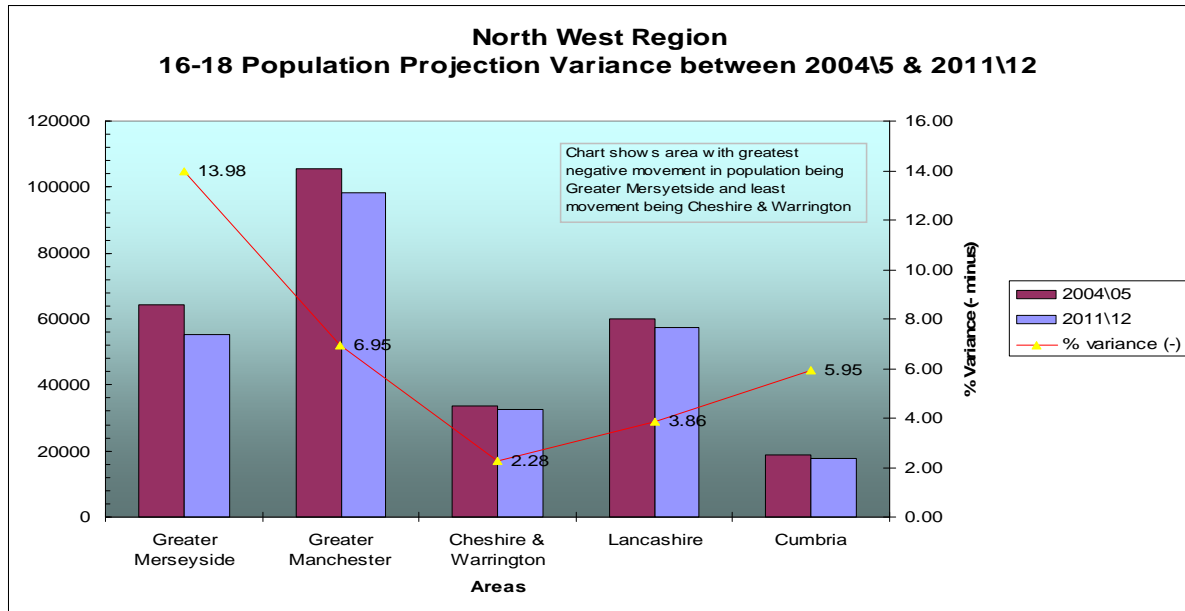 North West Region
16-18 Population Projection Variance between 2004\5 & 2011\12
120000
100000
80000
60000
40000
20000
0
16.00
14.00
12.00
10.00
8.00
6.00
4.00
2.00
0.00
% Variance (- minus)
Chart shows area with greatest
negative movement in population being
Greater Mersyetside and least
movement being Cheshire & Warrington
13.98
6.95
2.28
3.86
5.95
Greater
Merseyside
Greater
Manchester
Cheshire &
Warrington
Lancashire
Cumbria
Areas
2004\05
2011\12
% variance (-)